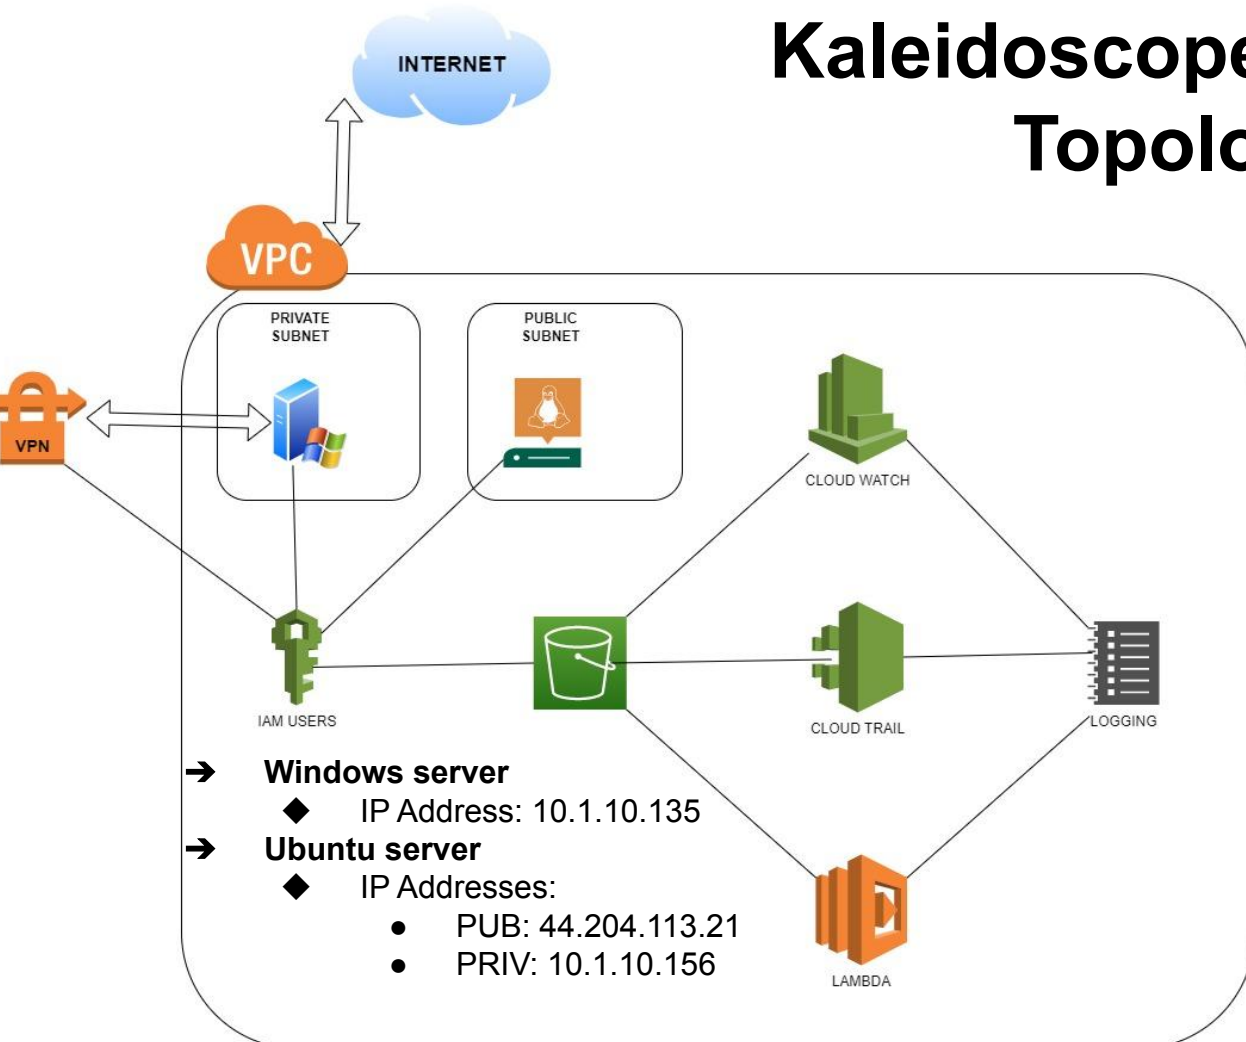 Kaleidoscope
Topolo
INTERNET
VPC
PRIVATE
SUBNET
PUBLIC
SUBNET
VPN
CLOUD WATCH
IAM USERS
CLOUD TRAIL
LOGGING
➔ Windows server
◆ IP Address: 10.1.10.135
➔ Ubuntu server
◆ IP Addresses:
● PUB: 44.204.113.21
● PRIV: 10.1.10.156
LAMBDA